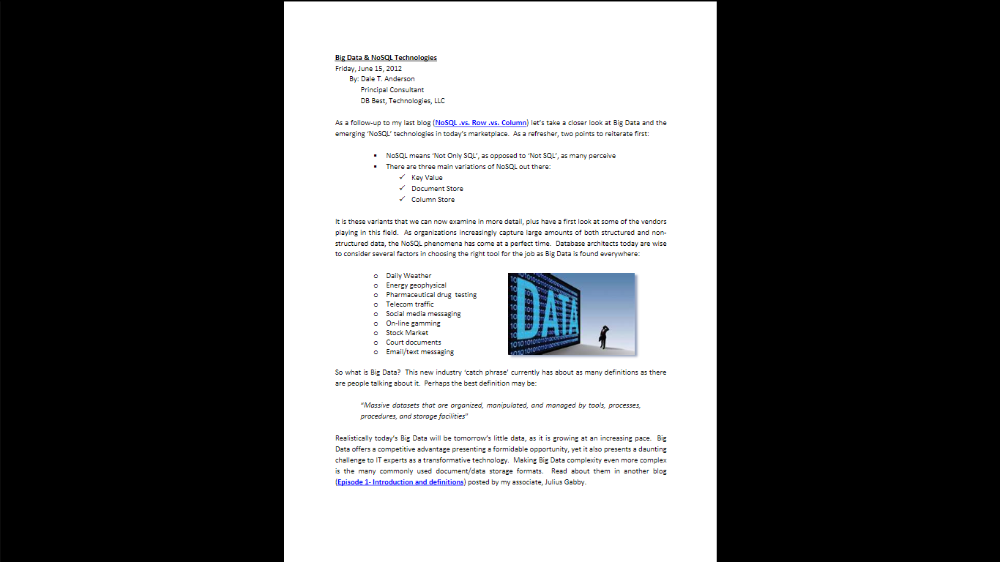 Big Data & NoSQL Technologies
Friday, June 15, 2012
By: Dale T. Anderson
Principal Consultant
DB Best, Technologies, LLC
As a follow-up to my last blog (NoSQL .vs. Row .vs. Column) let's take a closer look at Big Data and the
emerging 'NoSQL' technologies in today's marketplace. As a refresher, two points to reiterate first:
▪ NoSQL means 'Not Only SQL', as opposed to 'Not SQL', as many perceive
▪ There are three main variations of NoSQL out there:
✓ Key Value
✓ Document Store
✓ Column Store
It is these variants that we can now examine in more detail, plus have a first look at some of the vendors
playing in this field. As organizations increasingly capture large amounts of both structured and non-
structured data, the NoSQL phenomena has come at a perfect time. Database architects today are wise
to consider several factors in choosing the right tool for the job as Big Data is found everywhere:
o Daily Weather
o Energy geophysical
o Pharmaceutical drug testing
o Telecom traffic
o Social media messaging
o On-line gamming
o Stock Market
o Court documents
o Email/text messaging
DATA
So what is Big Data? This new industry 'catch phrase' currently has about as many definitions as there
are people talking about it. Perhaps the best definition may be:
"Massive datasets that are organized, manipulated, and managed by tools, processes,
procedures, and storage facilities"
Realistically today's Big Data will be tomorrow's little data, as it is growing at an increasing pace. Big
Data offers a competitive advantage presenting a formidable opportunity, yet it also presents a daunting
challenge to IT experts as a transformative technology. Making Big Data complexity even more complex
is the many commonly used document/data storage formats. Read about them in another blog
(Episode 1- Introduction and definitions) posted by my associate, Julius Gabby.